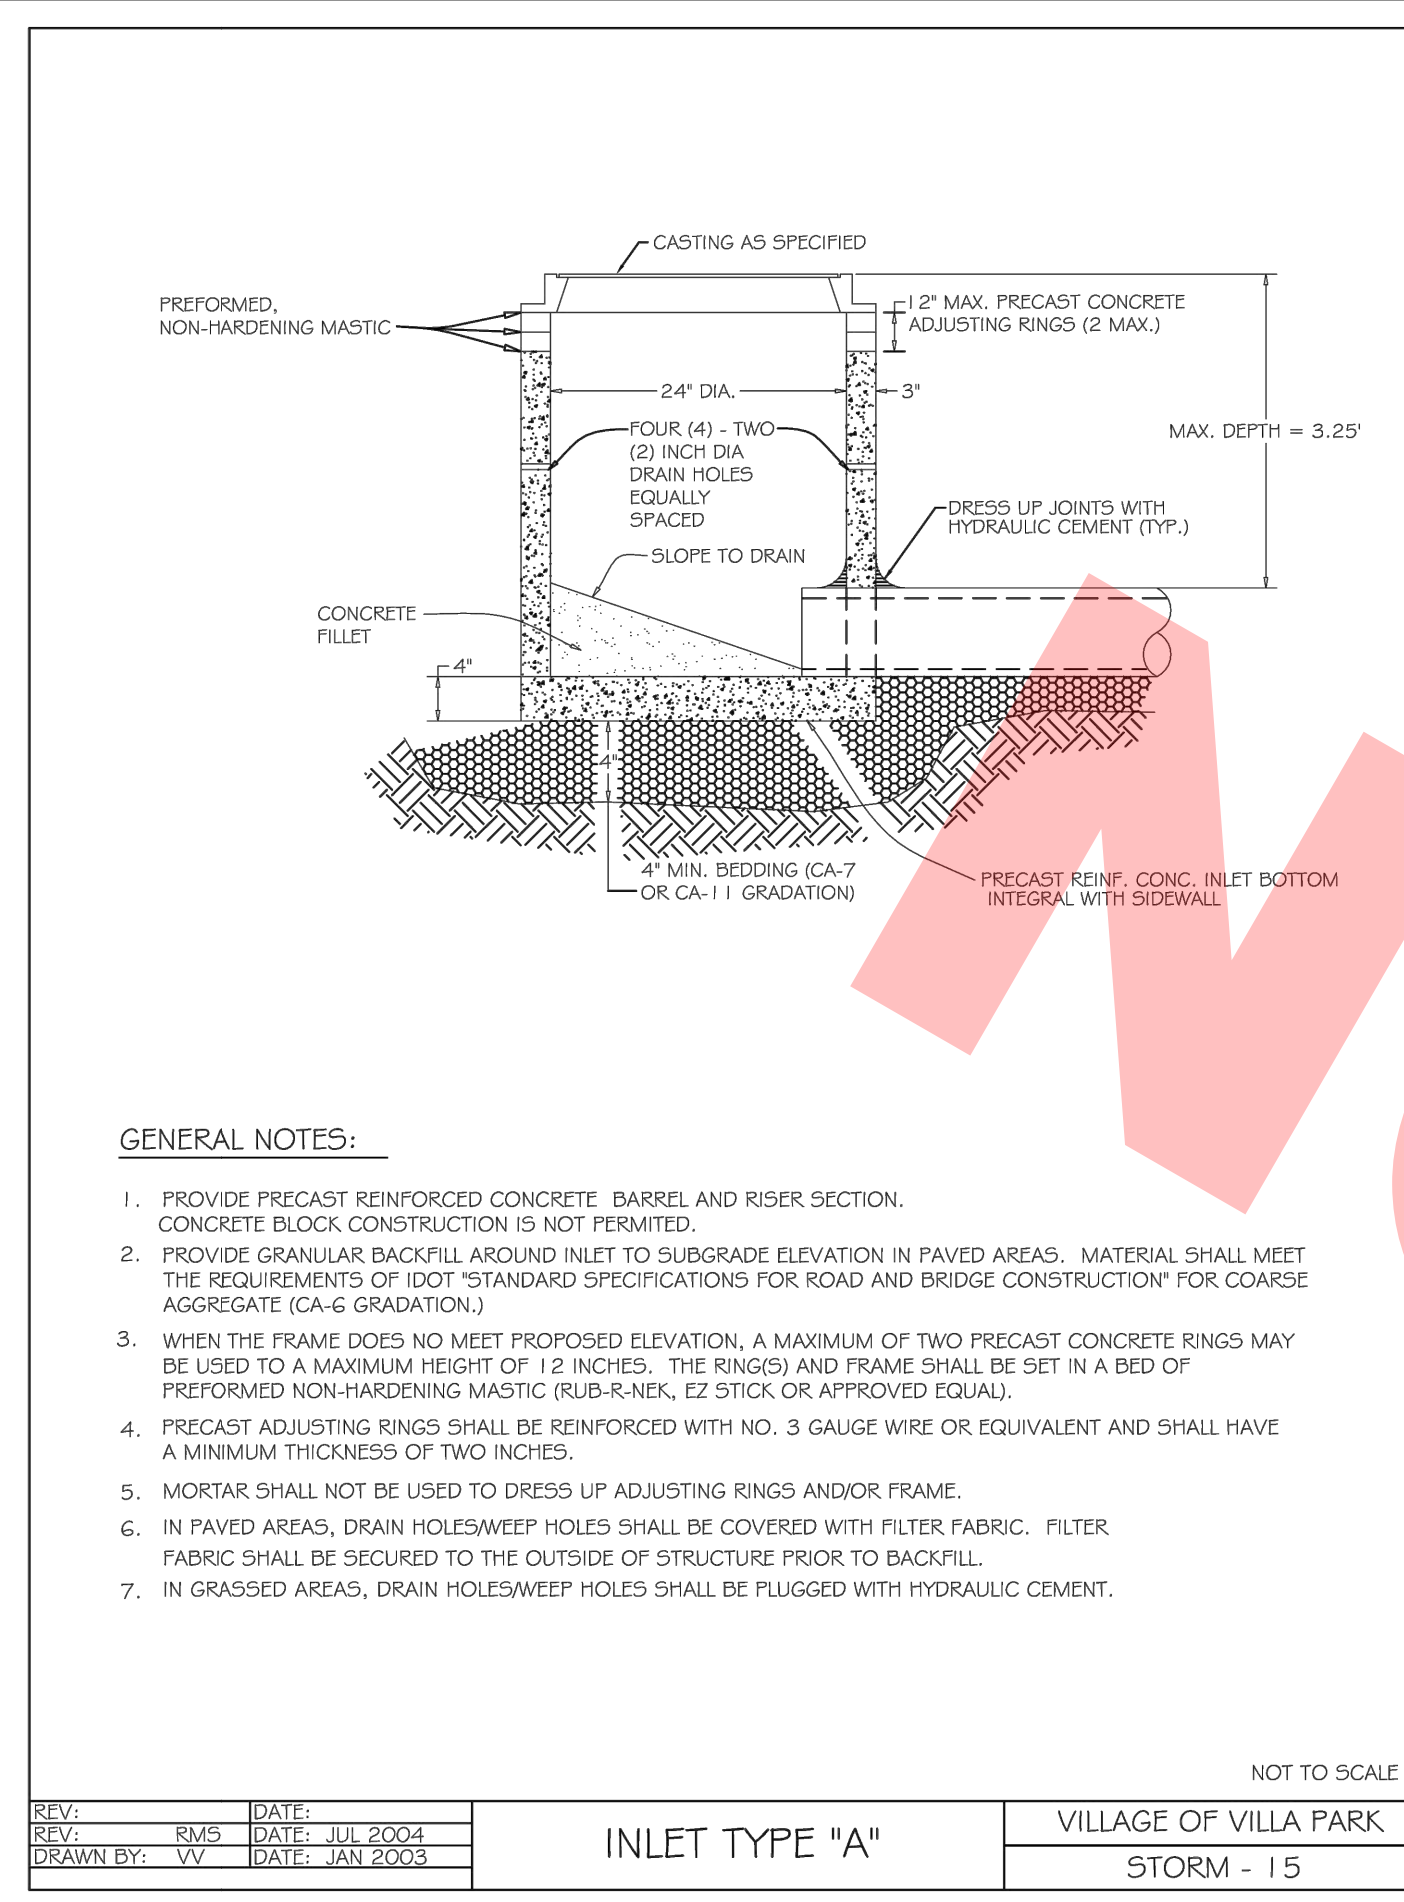 CASTING AS SPECIFIED
PREFORMED,
NON-HARDENING MASTIC
12" MAX. PRECAST CONCRETE
ADJUSTING RINGS (2 MAX.)
24" DIA.
3"
FOUR (4) - TWO
(2) INCH DIA
DRAIN HOLES
EQUALLY
SPACED
MAX. DEPTH = 3.25'
DRESS UP JOINTS WITH
HYDRAULIC CEMENT (TYP.)
SLOPE TO DRAIN
CONCRETE
FILLET
4"
4"
4" MIN. BEDDING (CA-7
OR CA-11 GRADATION)
PRECAST REINF. CONC. INLET BOTTOM
INTEGRAL WITH SIDEWALL
GENERAL NOTES:
1. PROVIDE PRECAST REINFORCED CONCRETE BARREL AND RISER SECTION.
CONCRETE BLOCK CONSTRUCTION IS NOT PERMITED.
2. PROVIDE GRANULAR BACKFILL AROUND INLET TO SUBGRADE ELEVATION IN PAVED AREAS. MATERIAL SHALL MEET
THE REQUIREMENTS OF IDOT "STANDARD SPECIFICATIONS FOR ROAD AND BRIDGE CONSTRUCTION" FOR COARSE
AGGREGATE (CA-6 GRADATION.)
3. WHEN THE FRAME DOES NO MEET PROPOSED ELEVATION, A MAXIMUM OF TWO PRECAST CONCRETE RINGS MAY
BE USED TO A MAXIMUM HEIGHT OF 12 INCHES. THE RING(S) AND FRAME SHALL BE SET IN A BED OF
PREFORMED NON-HARDENING MASTIC (RUB-R-NEK, EZ STICK OR APPROVED EQUAL).
4. PRECAST ADJUSTING RINGS SHALL BE REINFORCED WITH NO. 3 GAUGE WIRE OR EQUIVALENT AND SHALL HAVE
A MINIMUM THICKNESS OF TWO INCHES.
5. MORTAR SHALL NOT BE USED TO DRESS UP ADJUSTING RINGS AND/OR FRAME.
6. IN PAVED AREAS, DRAIN HOLES/WEEP HOLES SHALL BE COVERED WITH FILTER FABRIC. FILTER
FABRIC SHALL BE SECURED TO THE OUTSIDE OF STRUCTURE PRIOR TO BACKFILL.
7. IN GRASSED AREAS, DRAIN HOLES/WEEP HOLES SHALL BE PLUGGED WITH HYDRAULIC CEMENT.
NOT TO SCALE
REV: DATE:
REV: RMS DATE: JUL 2004
DRAWN BY: VV DATE: JAN 2003
INLET TYPE "A"
VILLAGE OF VILLA PARK
STORM - 15